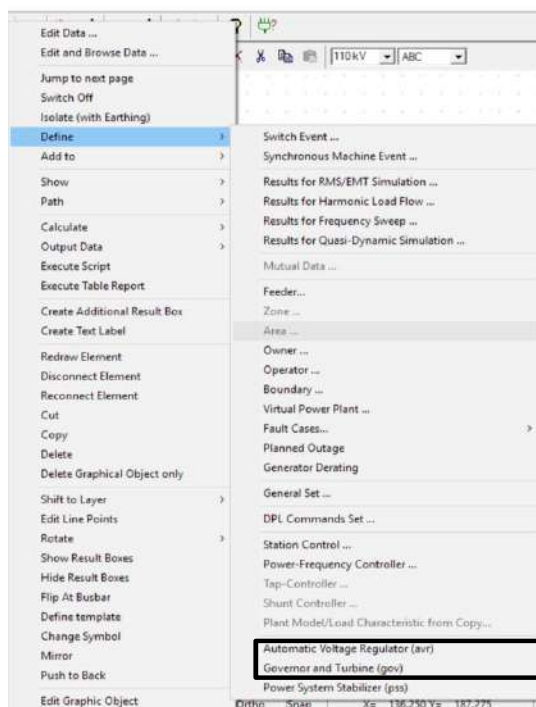 Edit Data ...
Edit and Browse Data ...
Jump to next page
Switch Off
Isolate (with Earthing)
Define
Add to
Show
Path
Calculate
Output Data
Execute Script
Execute Table Report
Create Additional Result Box
Create Text Label
Redraw Element
Disconnect Element
Reconnect Element
Cut
Copy
Delete
Delete Graphical Object only
Shift to Layer
Edit Line Points
Rotate
Show Result Boxes
Hide Result Boxes
Flip At Busbar
Define template
Change Symbol
Mirror
Push to Back
Edit Graphic Object
110kV
ABC
Switch Event ...
Synchronous Machine Event ...
Results for RMS/EMT Simulation ...
Results for Harmonic Load Flow ...
Results for Frequency Sweep ...
Results for Quasi-Dynamic Simulation ...
Mutual Data ...
Feeder...
Zone ...
Area ...
Owner ...
Operator ...
Boundary ...
Virtual Power Plant ...
Fault Cases...
Planned Outage
Generator Derating
General Set ...
DPL Commands Set ...
Station Control ...
Power-Frequency Controller ...
Tap-Controller ...
Shunt Controller ...
Plant Model/Load Characteristic from Copy...
Automatic Voltage Regulator (avr)
Governor and Turbine (gov)
Power System Stabilizer (pss)
Ortho Snap X= 136,250 Y= 187,275